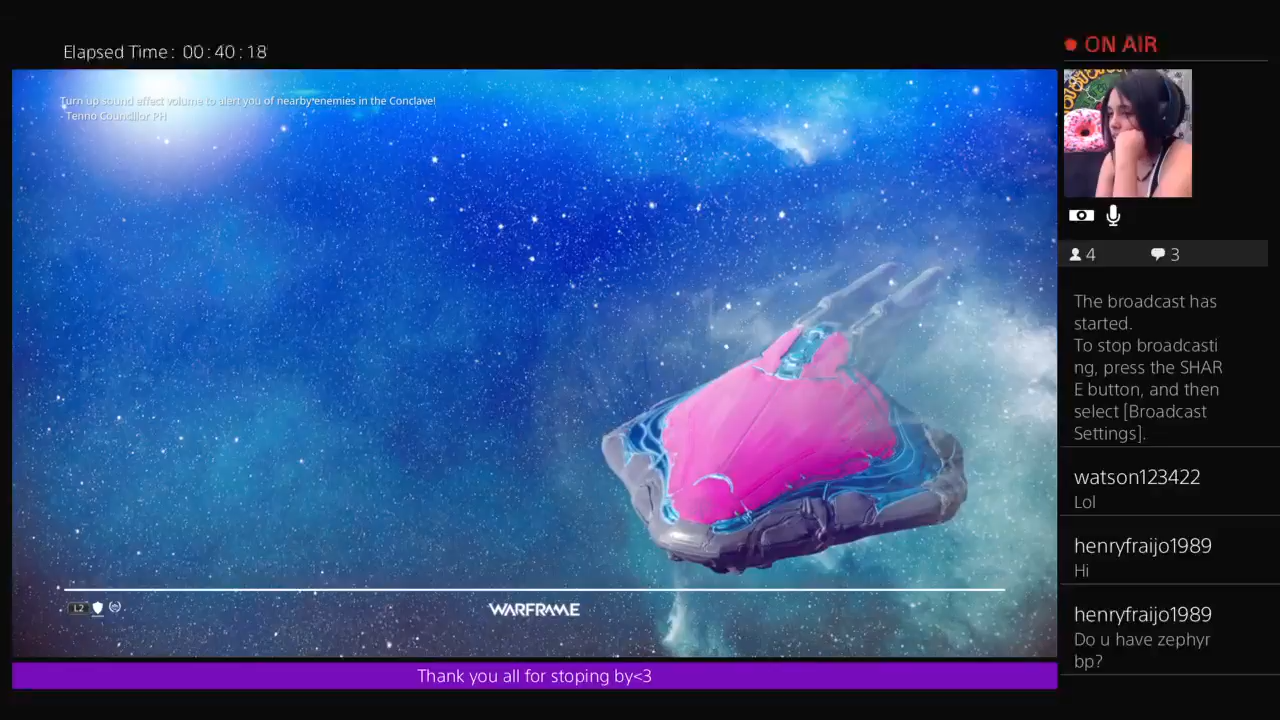 Elapsed Time: 00:40:18
ON AIR
Turn up sound effect volume to alert you of nearby enemies in the Conclave!
- Tenno Councillor PH
4 3
The broadcast has
started.
To stop broadcasti
ng, press the SHAR
E button, and then
select [Broadcast
Settings].
watson123422
Lol
henryfraijo1989
Hi
henryfraijo1989
Do u have zephyr
bp?
L2
WARFRAME
Thank you all for stoping by<3